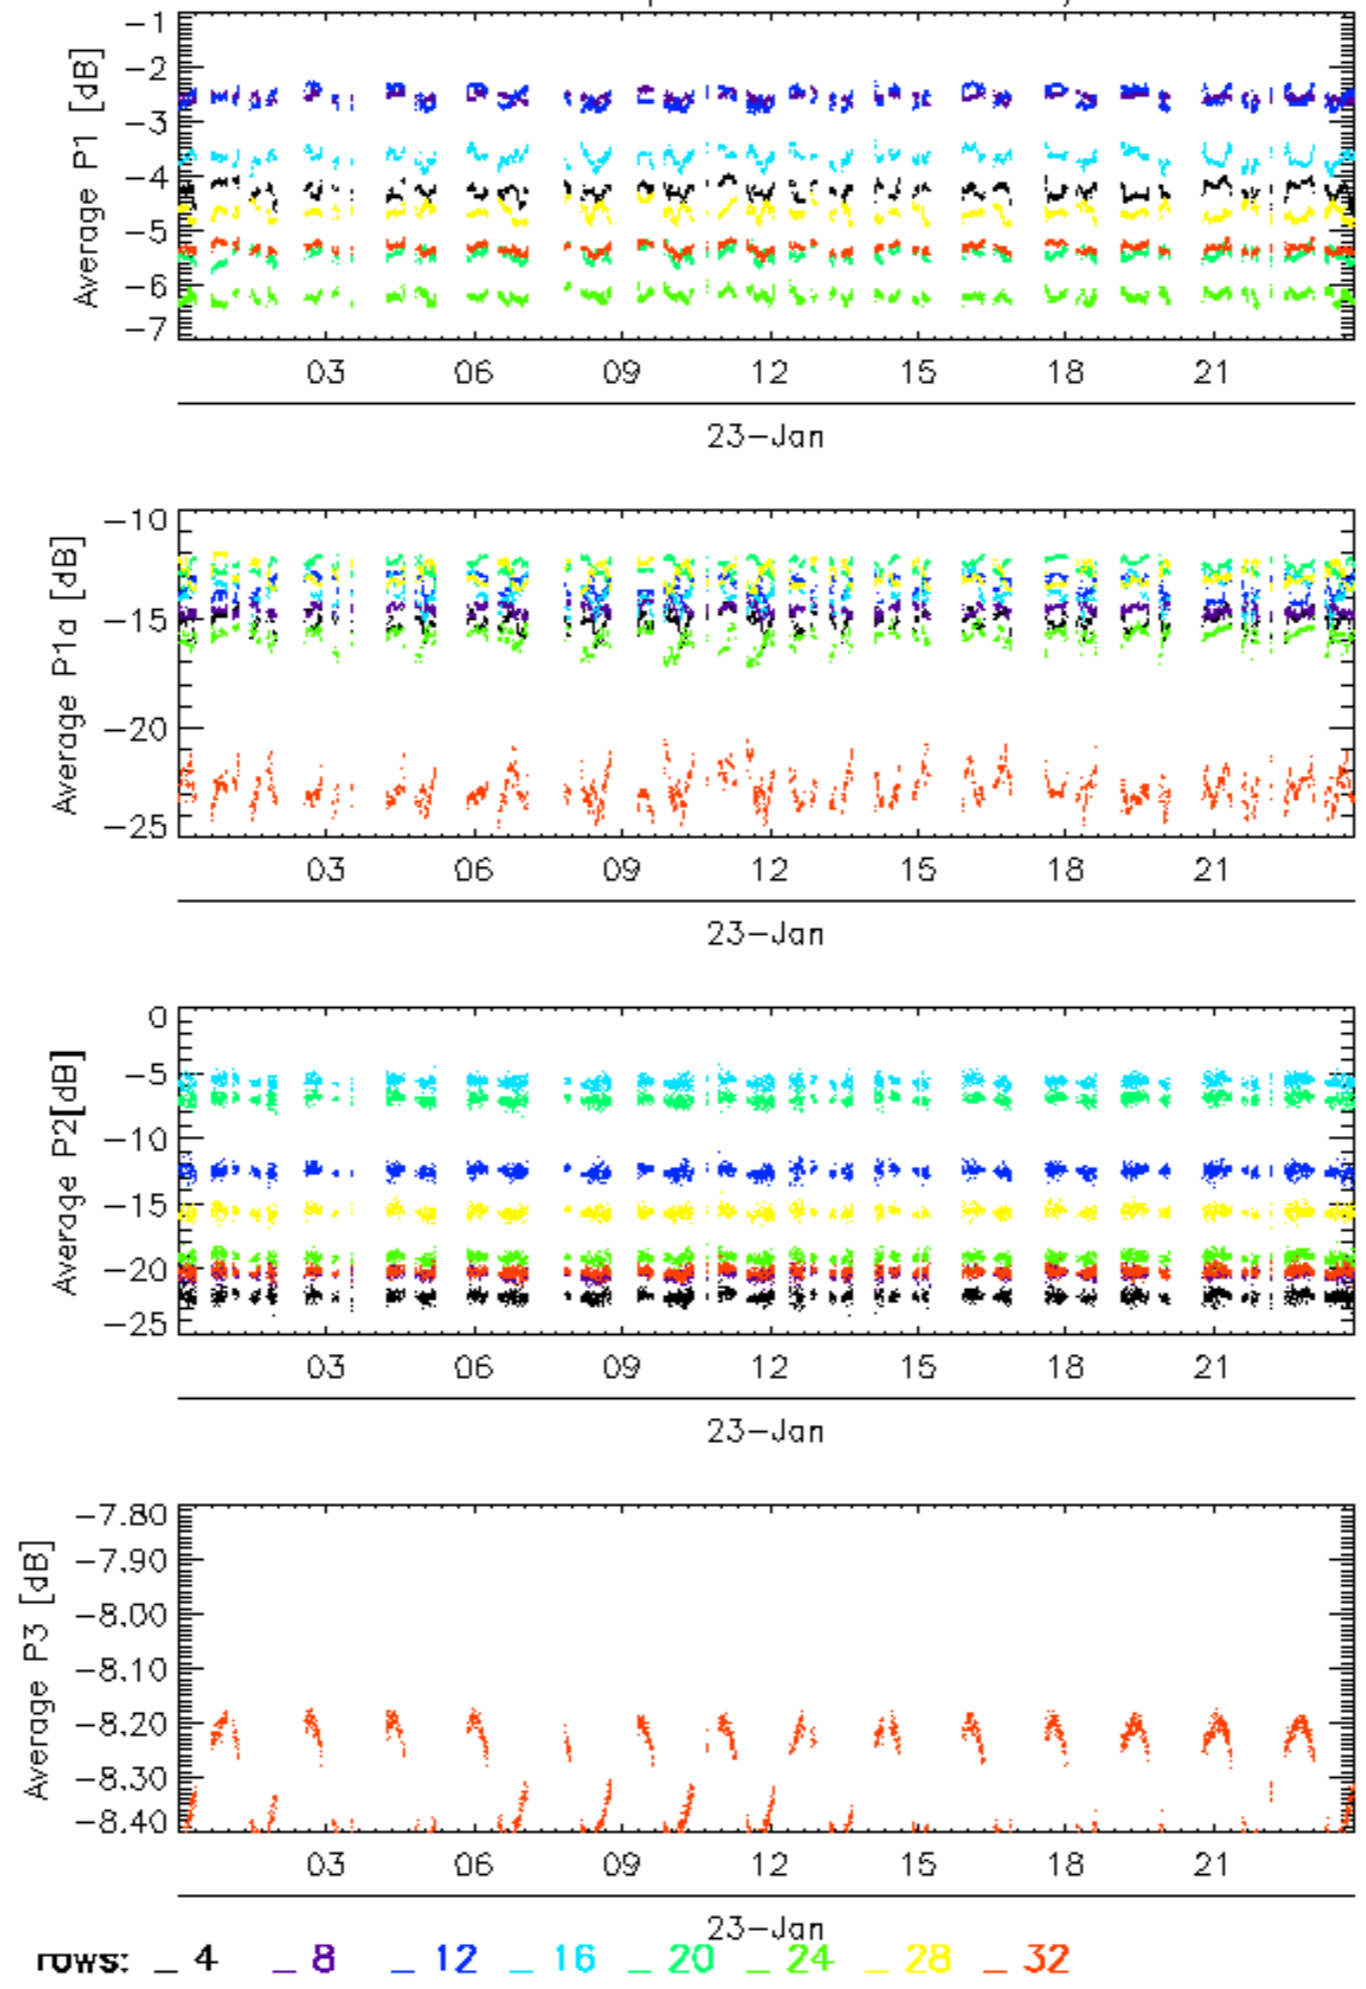 -1
-2
-3
-4
-5
-6
-7
Average P1 [dB]
03 06 09 12 15 18 21
23-Jan
-10
-15
-20
-25
Average P1a [dB]
03 06 09 12 15 18 21
23-Jan
0
-5
-10
-15
-20
-25
Average P2[dB]
03 06 09 12 15 18 21
23-Jan
-7.80
-7.90
-8.00
-8.10
-8.20
-8.30
-8.40
Average P3 [dB]
03 06 09 12 15 18 21
23-Jan
rows: _ 4 _ 8 _ 12 _ 16 _ 20 _ 24 _ 28 _ 32